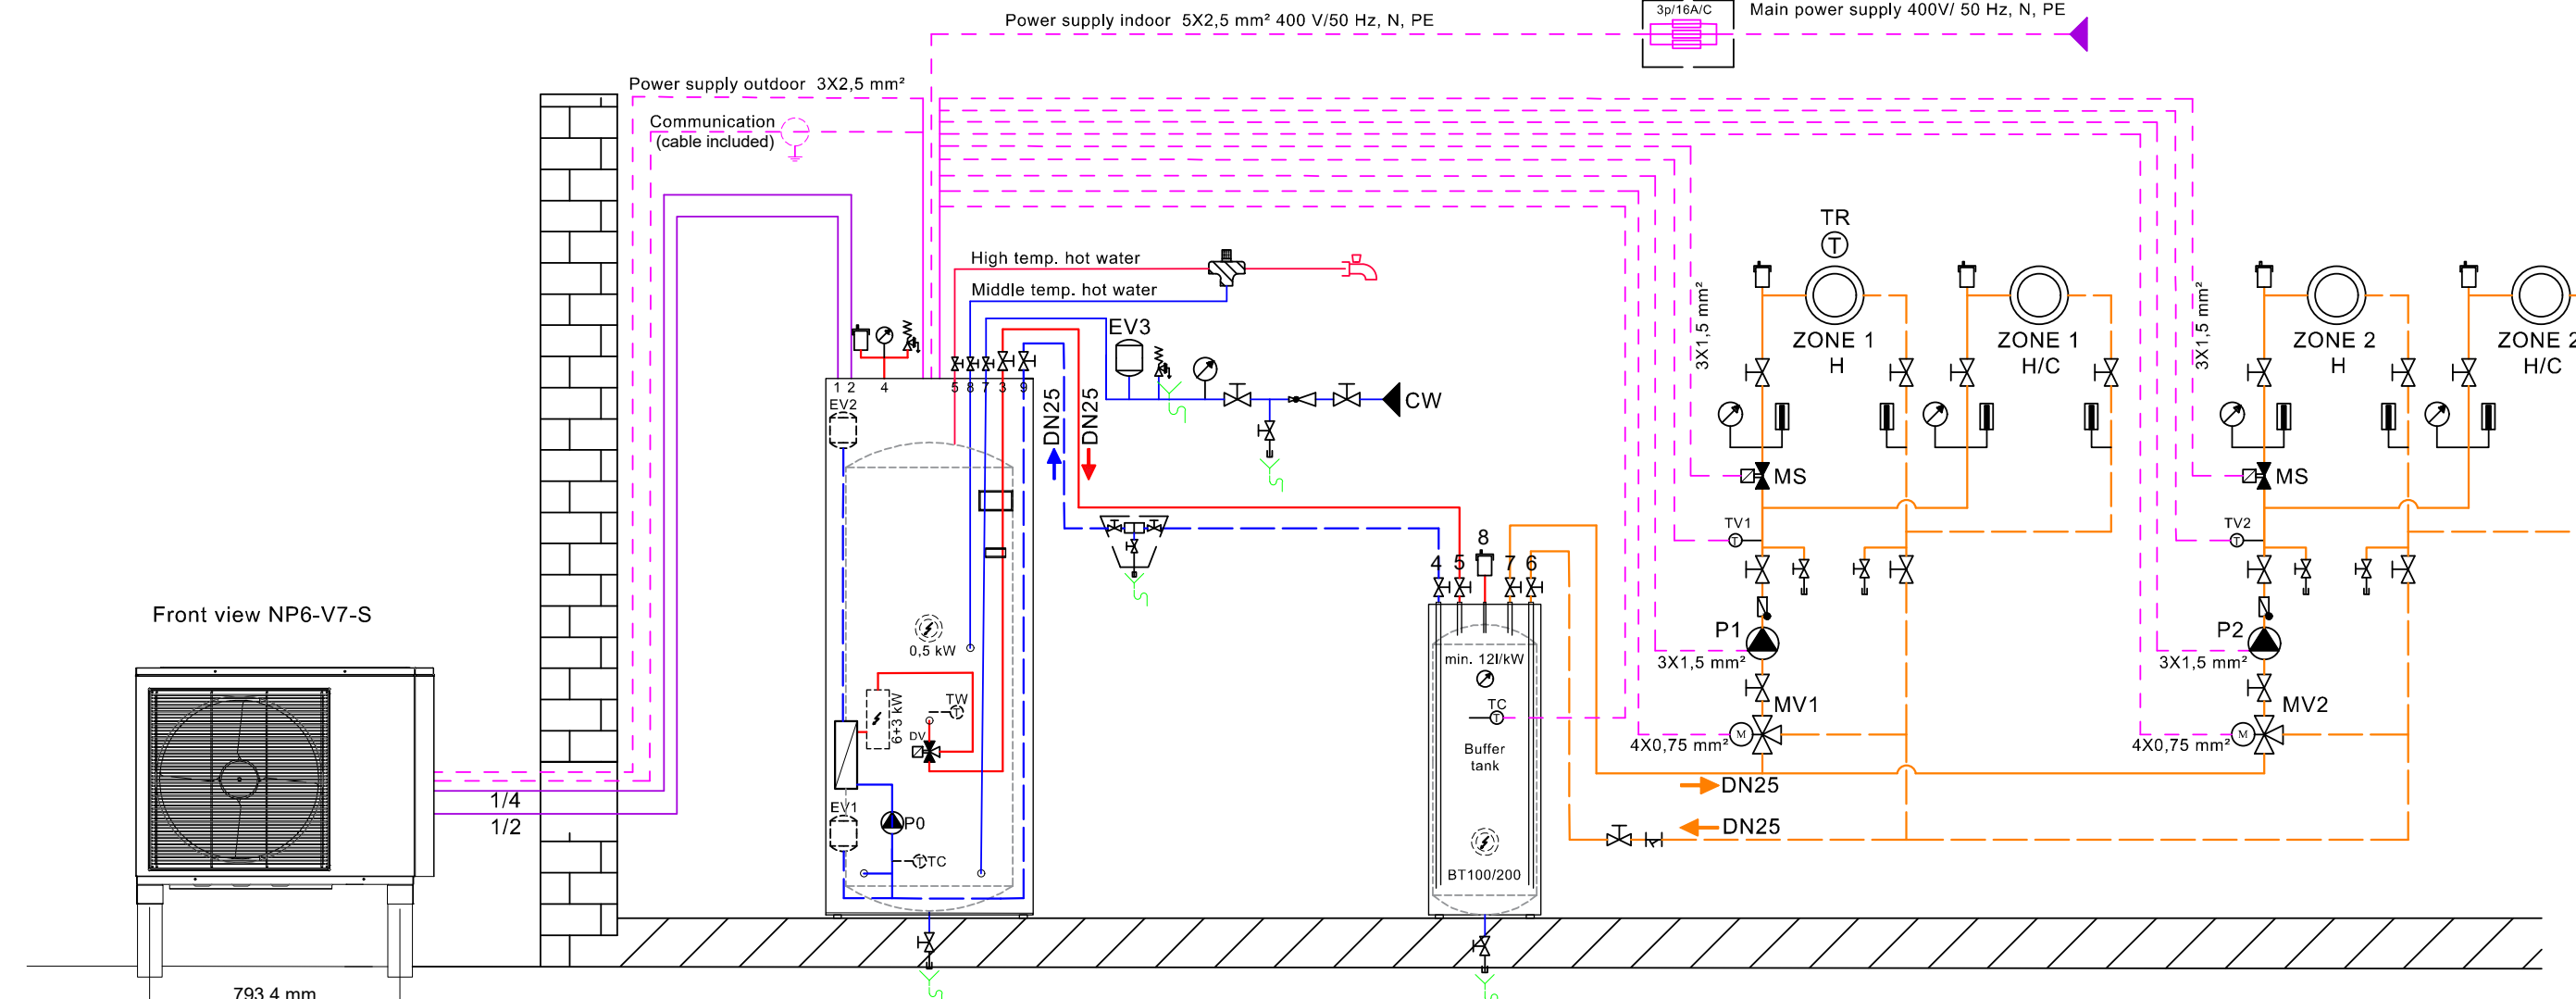 Power supply indoor 5X2,5 mm² 400 V/50 Hz, N, PE
3p/16A/C
Main power supply 400V/ 50 Hz, N, PE
Power supply outdoor 3X2,5 mm²
Communication
(cable included)
High temp. hot water
Middle temp. hot water
EV3
CW
1 2 4 5 8 7 3 9
EV2
DN25
DN25
TR
T
ZONE 1
H
ZONE 1
H/C
ZONE 2
H
ZONE 2
H/C
3X1,5 mm²
3X1,5 mm²
MS
MS
TV1
T
TV2
T
8
4 5 7 6
Front view NP6-V7-S
0,5 kW
6+3 kW
TW
T
DV
EV1
P0
T
TC
min. 12l/kW
TC
T
Buffer
tank
BT100/200
P1
3X1,5 mm²
P2
3X1,5 mm²
MV1
M
4X0,75 mm²
MV2
M
4X0,75 mm²
DN25
DN25
1/4
1/2
793,4 mm